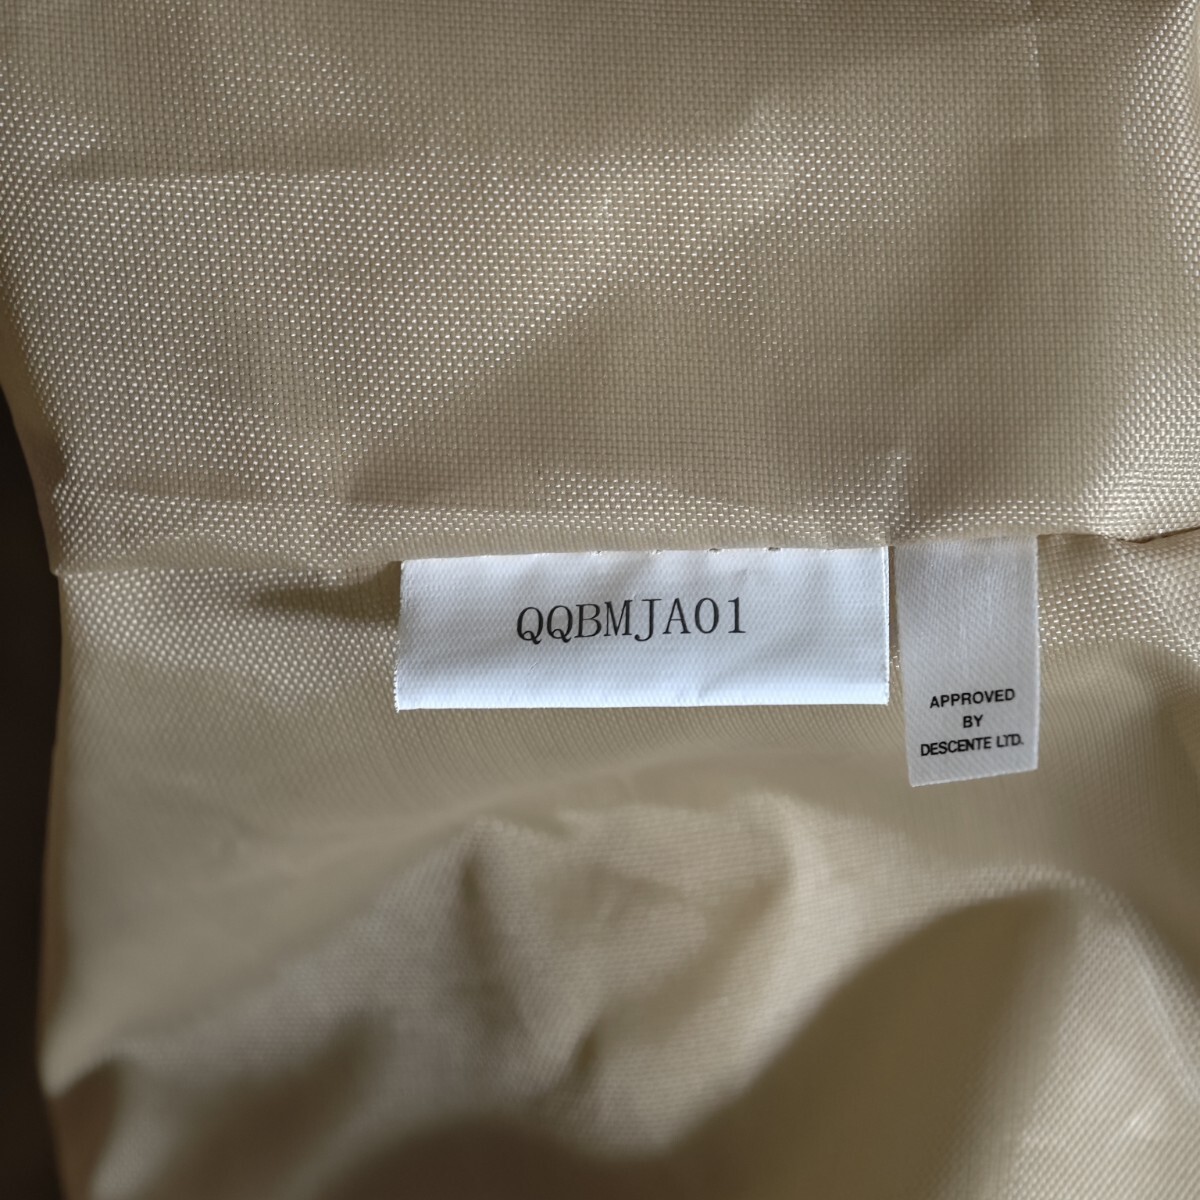 QQBMJA01
APPROVED
BY
DESCENTE LTD.